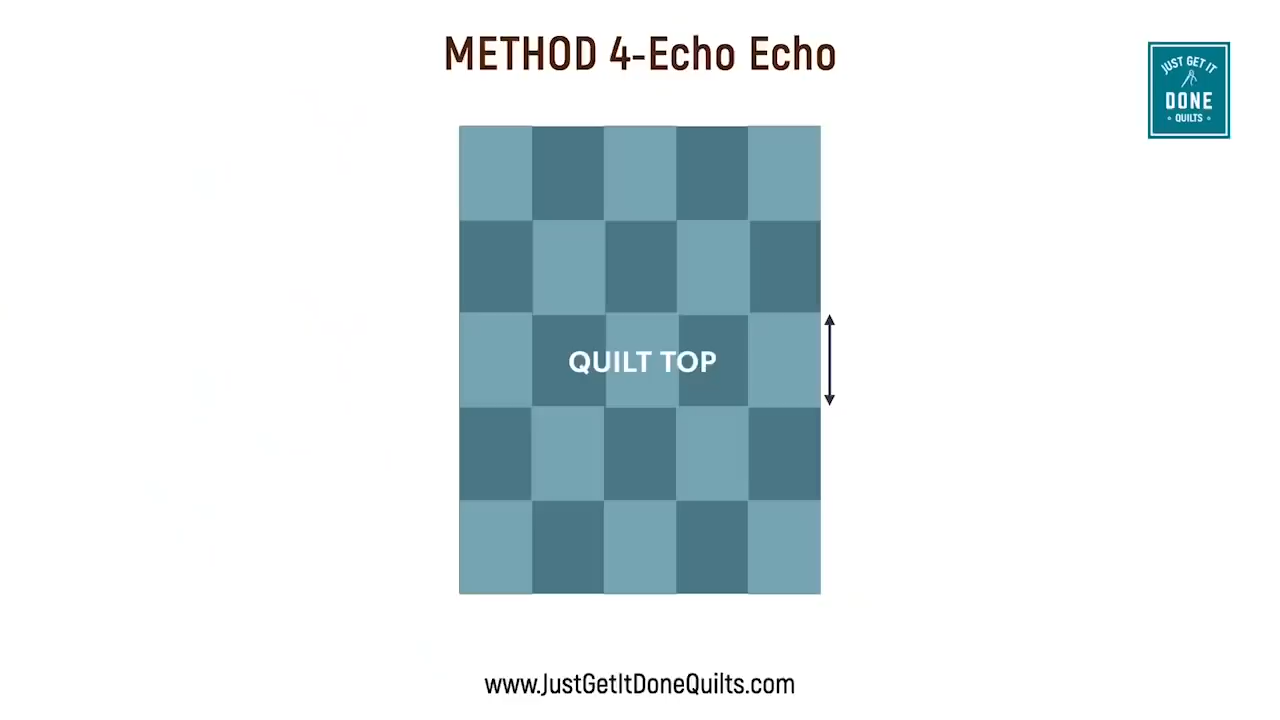 METHOD 4-Echo Echo
JUST GET IT
DONE
• QUILTS •
QUILT TOP
www.JustGetItDoneQuilts.com